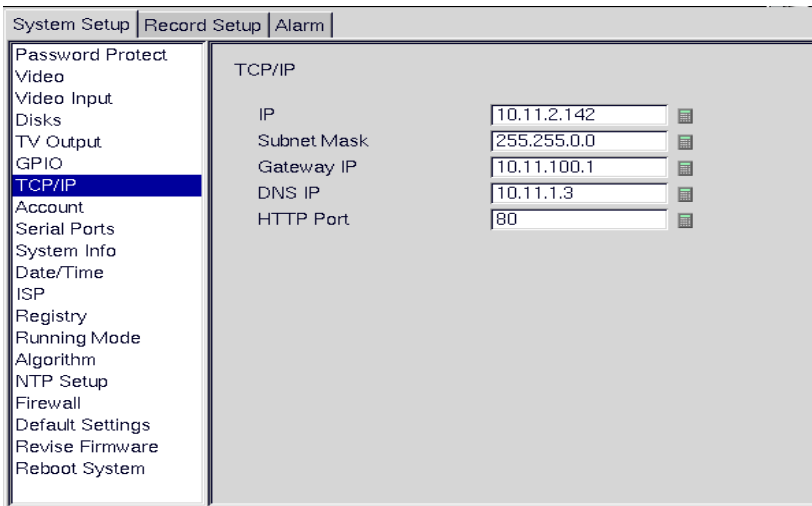 System Setup Record Setup Alarm
Password Protect
Video
Video Input
Disks
TV Output
GPIO
TCP/IP
Account
Serial Ports
System Info
Date/Time
ISP
Registry
Running Mode
Algorithm
NTP Setup
Firewall
Default Settings
Revise Firmware
Reboot System
TCP/IP
IP 10.11.2.142
Subnet Mask 255.255.0.0
Gateway IP 10.11.100.1
DNS IP 10.11.1.3
HTTP Port 80